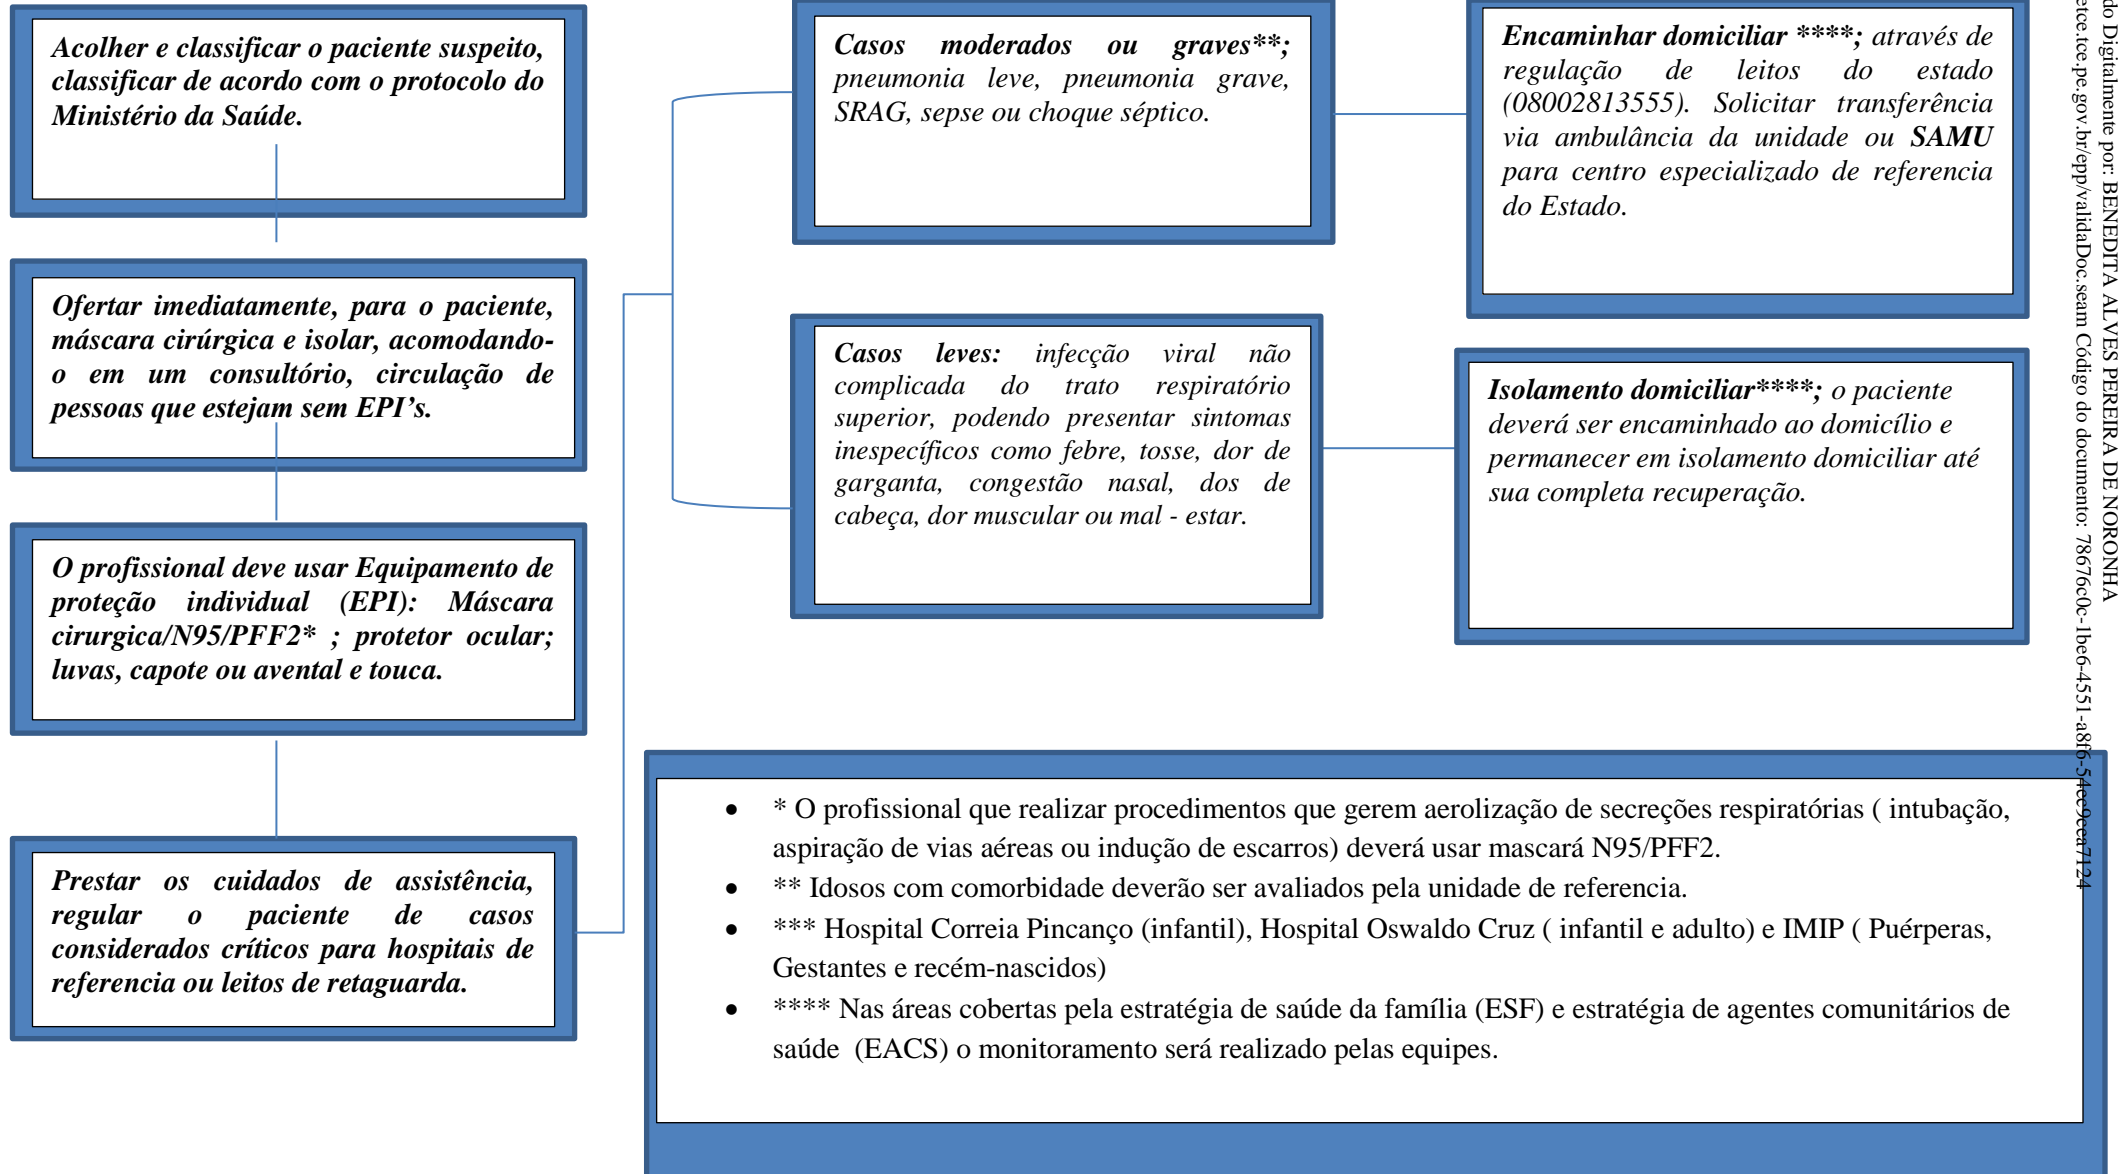 Acolher e classificar o paciente suspeito,
classificar de acordo com o protocolo do
Ministério da Saúde.
Ofertar imediatamente, para o paciente,
máscara cirúrgica e isolar, acomodando-
o em um consultório, circulação de
pessoas que estejam sem EPI’s.
O profissional deve usar Equipamento de
proteção individual (EPI): Máscara
cirurgica/N95/PFF2* ; protetor ocular;
luvas, capote ou avental e touca.
Prestar os cuidados de assistência,
regular o paciente de casos
considerados críticos para hospitais de
referencia ou leitos de retaguarda.
Casos moderados ou graves**;
pneumonia leve, pneumonia grave,
SRAG, sepse ou choque séptico.
Casos leves: infecção viral não
complicada do trato respiratório
superior, podendo presentar sintomas
inespecíficos como febre, tosse, dor de
garganta, congestão nasal, dos de
cabeça, dor muscular ou mal - estar.
Encaminhar domiciliar ****; através de
regulação de leitos do estado
(08002813555). Solicitar transferência
via ambulância da unidade ou SAMU
para centro especializado de referencia
do Estado.
Isolamento domiciliar****; o paciente
deverá ser encaminhado ao domicílio e
permanecer em isolamento domiciliar até
sua completa recuperação.
• * O profissional que realizar procedimentos que gerem aerolização de secreções respiratórias ( intubação,
aspiração de vias aéreas ou indução de escarros) deverá usar mascará N95/PFF2.
• ** Idosos com comorbidade deverão ser avaliados pela unidade de referencia.
• *** Hospital Correia Pincanço (infantil), Hospital Oswaldo Cruz ( infantil e adulto) e IMIP ( Puérperas,
Gestantes e recém-nascidos)
• **** Nas áreas cobertas pela estratégia de saúde da família (ESF) e estratégia de agentes comunitários de
saúde (EACS) o monitoramento será realizado pelas equipes.
do Digitalmente por: BENEDITA ALVES PEREIRA DE NORONHA
etce.tce.pe.gov.br/epp/validaDoc.seam Código do documento: 78676c0c-1be6-4551-a8f6-54ee9eea7124